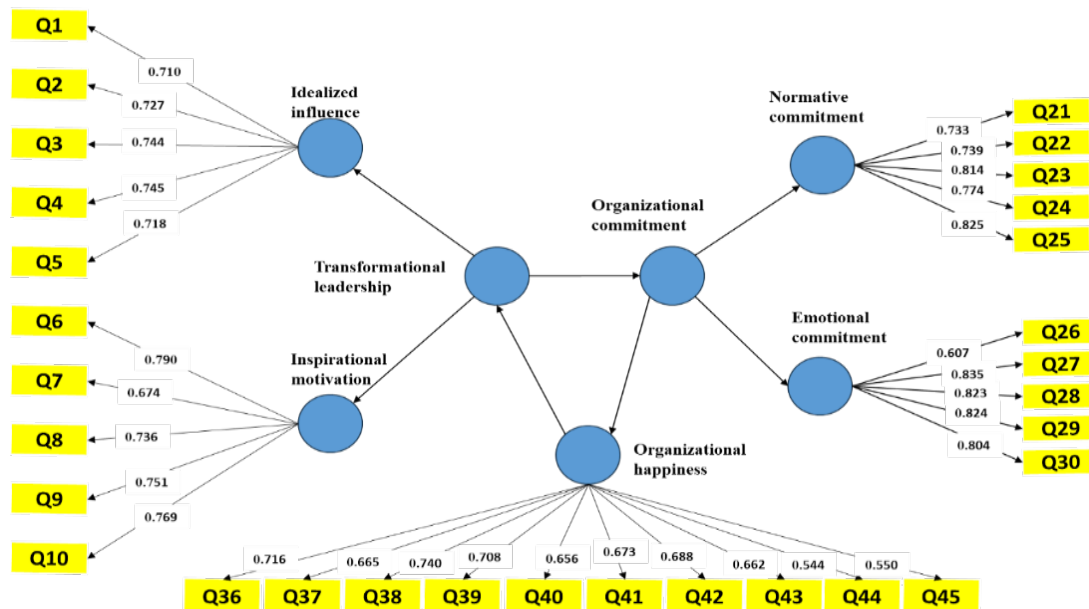 Q1
0.710
Q2
0.727
Q3
0.744
Q4
0.745
Q5
0.718
Idealized
influence
Normative
commitment
0.733
Q21
0.739
Q22
0.814
Q23
0.774
Q24
0.825
Q25
Organizational
commitment
Transformational
leadership
Q6
0.790
Q7
0.674
Q8
0.736
Q9
0.751
Q10
0.769
Inspirational
motivation
Emotional
commitment
0.607
Q26
0.835
Q27
0.823
Q28
0.824
Q29
0.804
Q30
Organizational
happiness
0.716 0.665 0.740 0.708 0.656 0.673 0.688 0.662 0.544 0.550
Q36 Q37 Q38 Q39 Q40 Q41 Q42 Q43 Q44 Q45